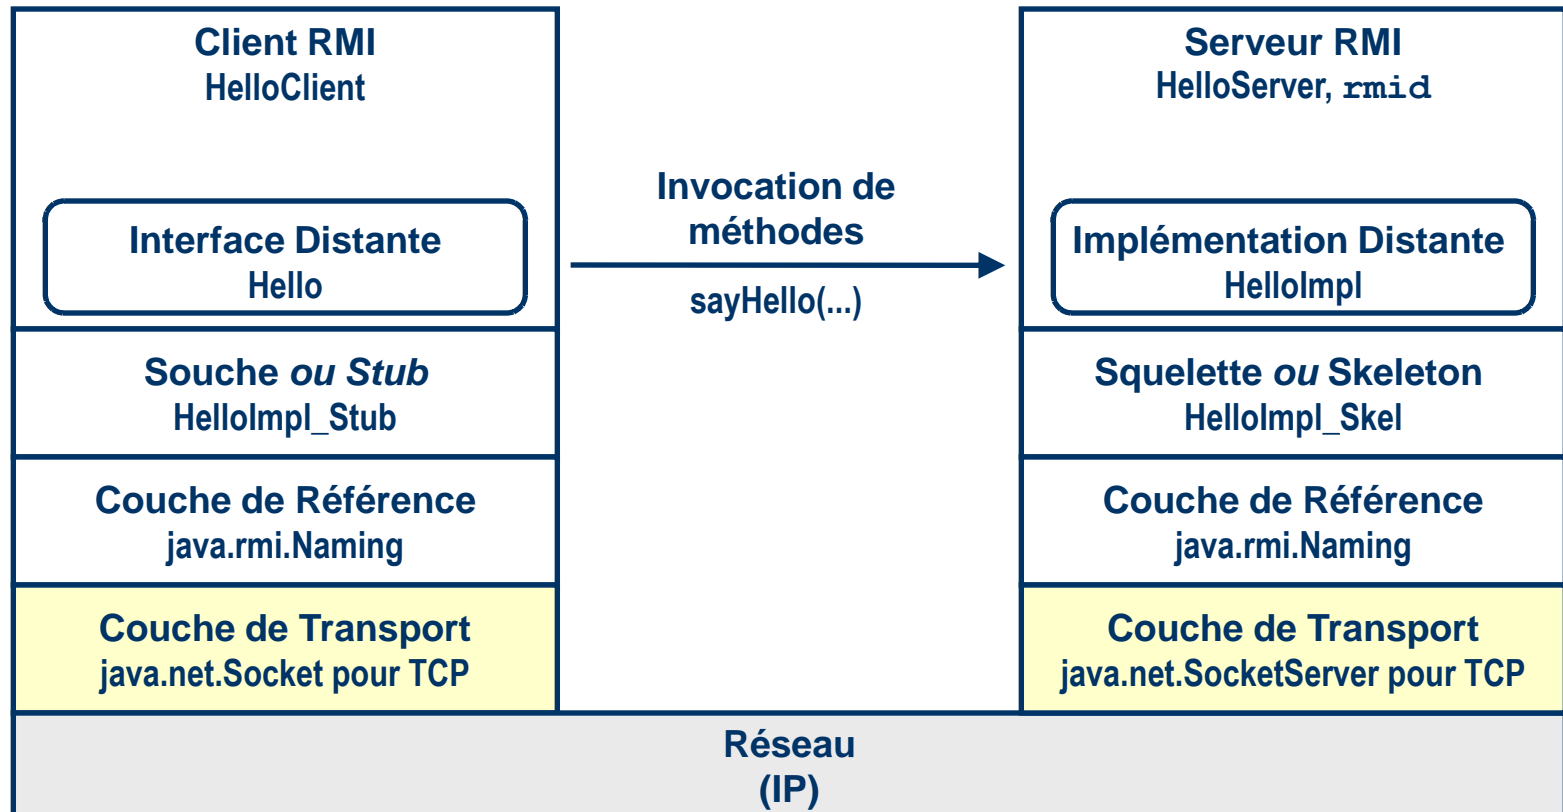 Client RMI
HelloClient
Interface Distante
Hello
Souche ou Stub
HelloImpl_Stub
Couche de Référence
java.rmi.Naming
Couche de Transport
java.net.Socket pour TCP
Invocation de
méthodes
sayHello(...)
Serveur RMI
HelloServer, rmid
Implémentation Distante
HelloImpl
Squelette ou Skeleton
HelloImpl_Skel
Couche de Référence
java.rmi.Naming
Couche de Transport
java.net.SocketServer pour TCP
Réseau
(IP)